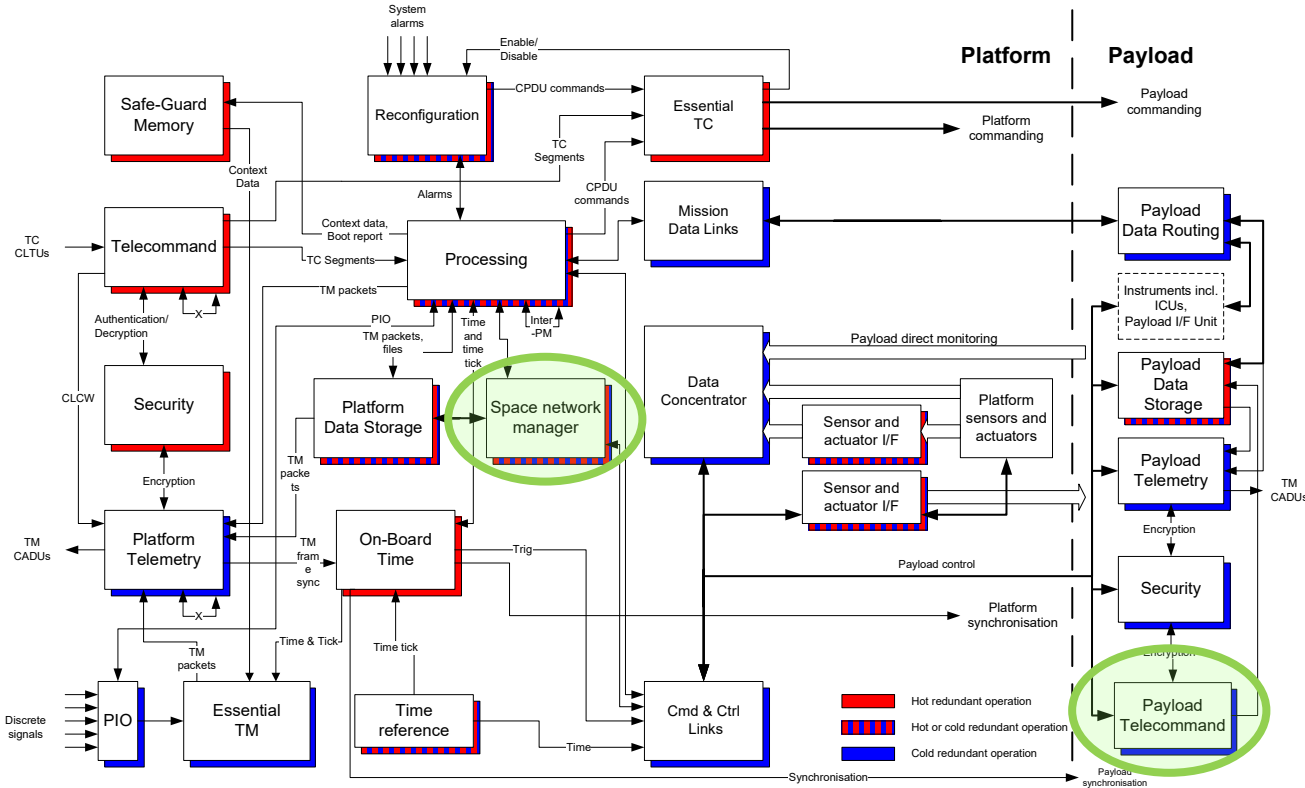 System
alarms
Enable/
Disable
Platform
Payload
Safe-Guard
Memory
Reconfiguration
CPDU commands
Essential
TC
Payload
commanding
Platform
commanding
TC
Segments
Context
Data
Alarms
CPDU
commands
Mission
Data Links
Payload
Data Routing
TC
CLTUs
Telecommand
Context data,
Boot report
Processing
TC Segments
TM packets
X
Authentication/
Decryption
PIO
TM packets,
files
Time
and
time
tick
Inter
-PM
Instruments incl.
ICUs,
Payload I/F Unit
Payload direct monitoring
CLCW
Security
Platform
Data Storage
Space network
manager
Data
Concentrator
Sensor and
actuator I/F
Platform
sensors and
actuators
Payload
Data
Storage
Encryption
TM
packe
ts
Sensor and
actuator I/F
Payload
Telemetry
TM
CADUs
TM
CADUs
Platform
Telemetry
TM
fram
e
sync
On-Board
Time
Trig
Encryption
Payload control
Security
X
Platform
synchronisation
TM
packets
Time & Tick
Time tick
Encryption
Discrete
signals
PIO
Essential
TM
Time
reference
Time
Cmd & Ctrl
Links
Hot redundant operation
Hot or cold redundant operation
Cold redundant operation
Payload
Telecommand
Synchronisation
Payload
synchronisation